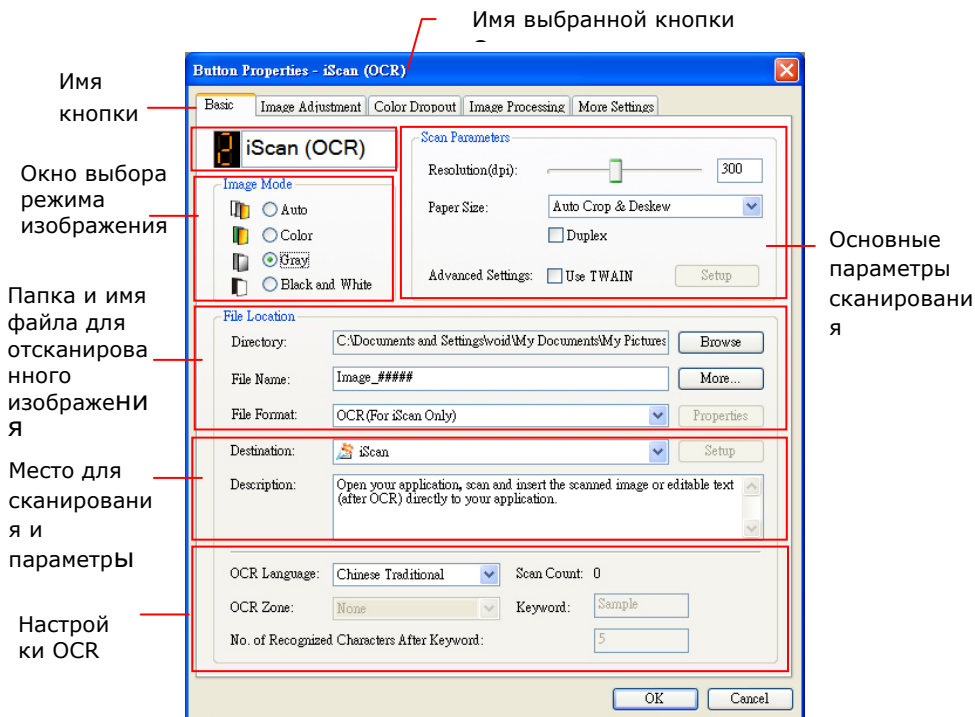 Имя выбранной кнопки
Button Properties - iScan (OCR)
Имя
кнопки
Basic Image Adjustment Color Dropout Image Processing More Settings
iScan (OCR)
Scan Parameters
Resolution(dpi): 300
Paper Size: Auto Crop & Deskew
Duplex
Advanced Settings: Use TWAIN Setup
Окно выбора
режима
изображения
Image Mode
Auto
Color
Gray
Black and White
Основные
параметры
сканировани
я
Папка и имя
файла для
отсканирова
нного
изображени
я
File Location
Directory: C:\Documents and Settings\void\My Documents\My Pictures Browse
File Name: Image_##### More...
File Format: OCR(For iScan Only) Properties
Место для
сканировани
я и
параметры
Destination: iScan Setup
Description: Open your application, scan and insert the scanned image or editable text
(after OCR) directly to your application.
Настрой
ки OCR
OCR Language: Chinese Traditional Scan Count: 0
OCR Zone: None Keyword: Sample
No. of Recognized Characters After Keyword: 5
OK Cancel